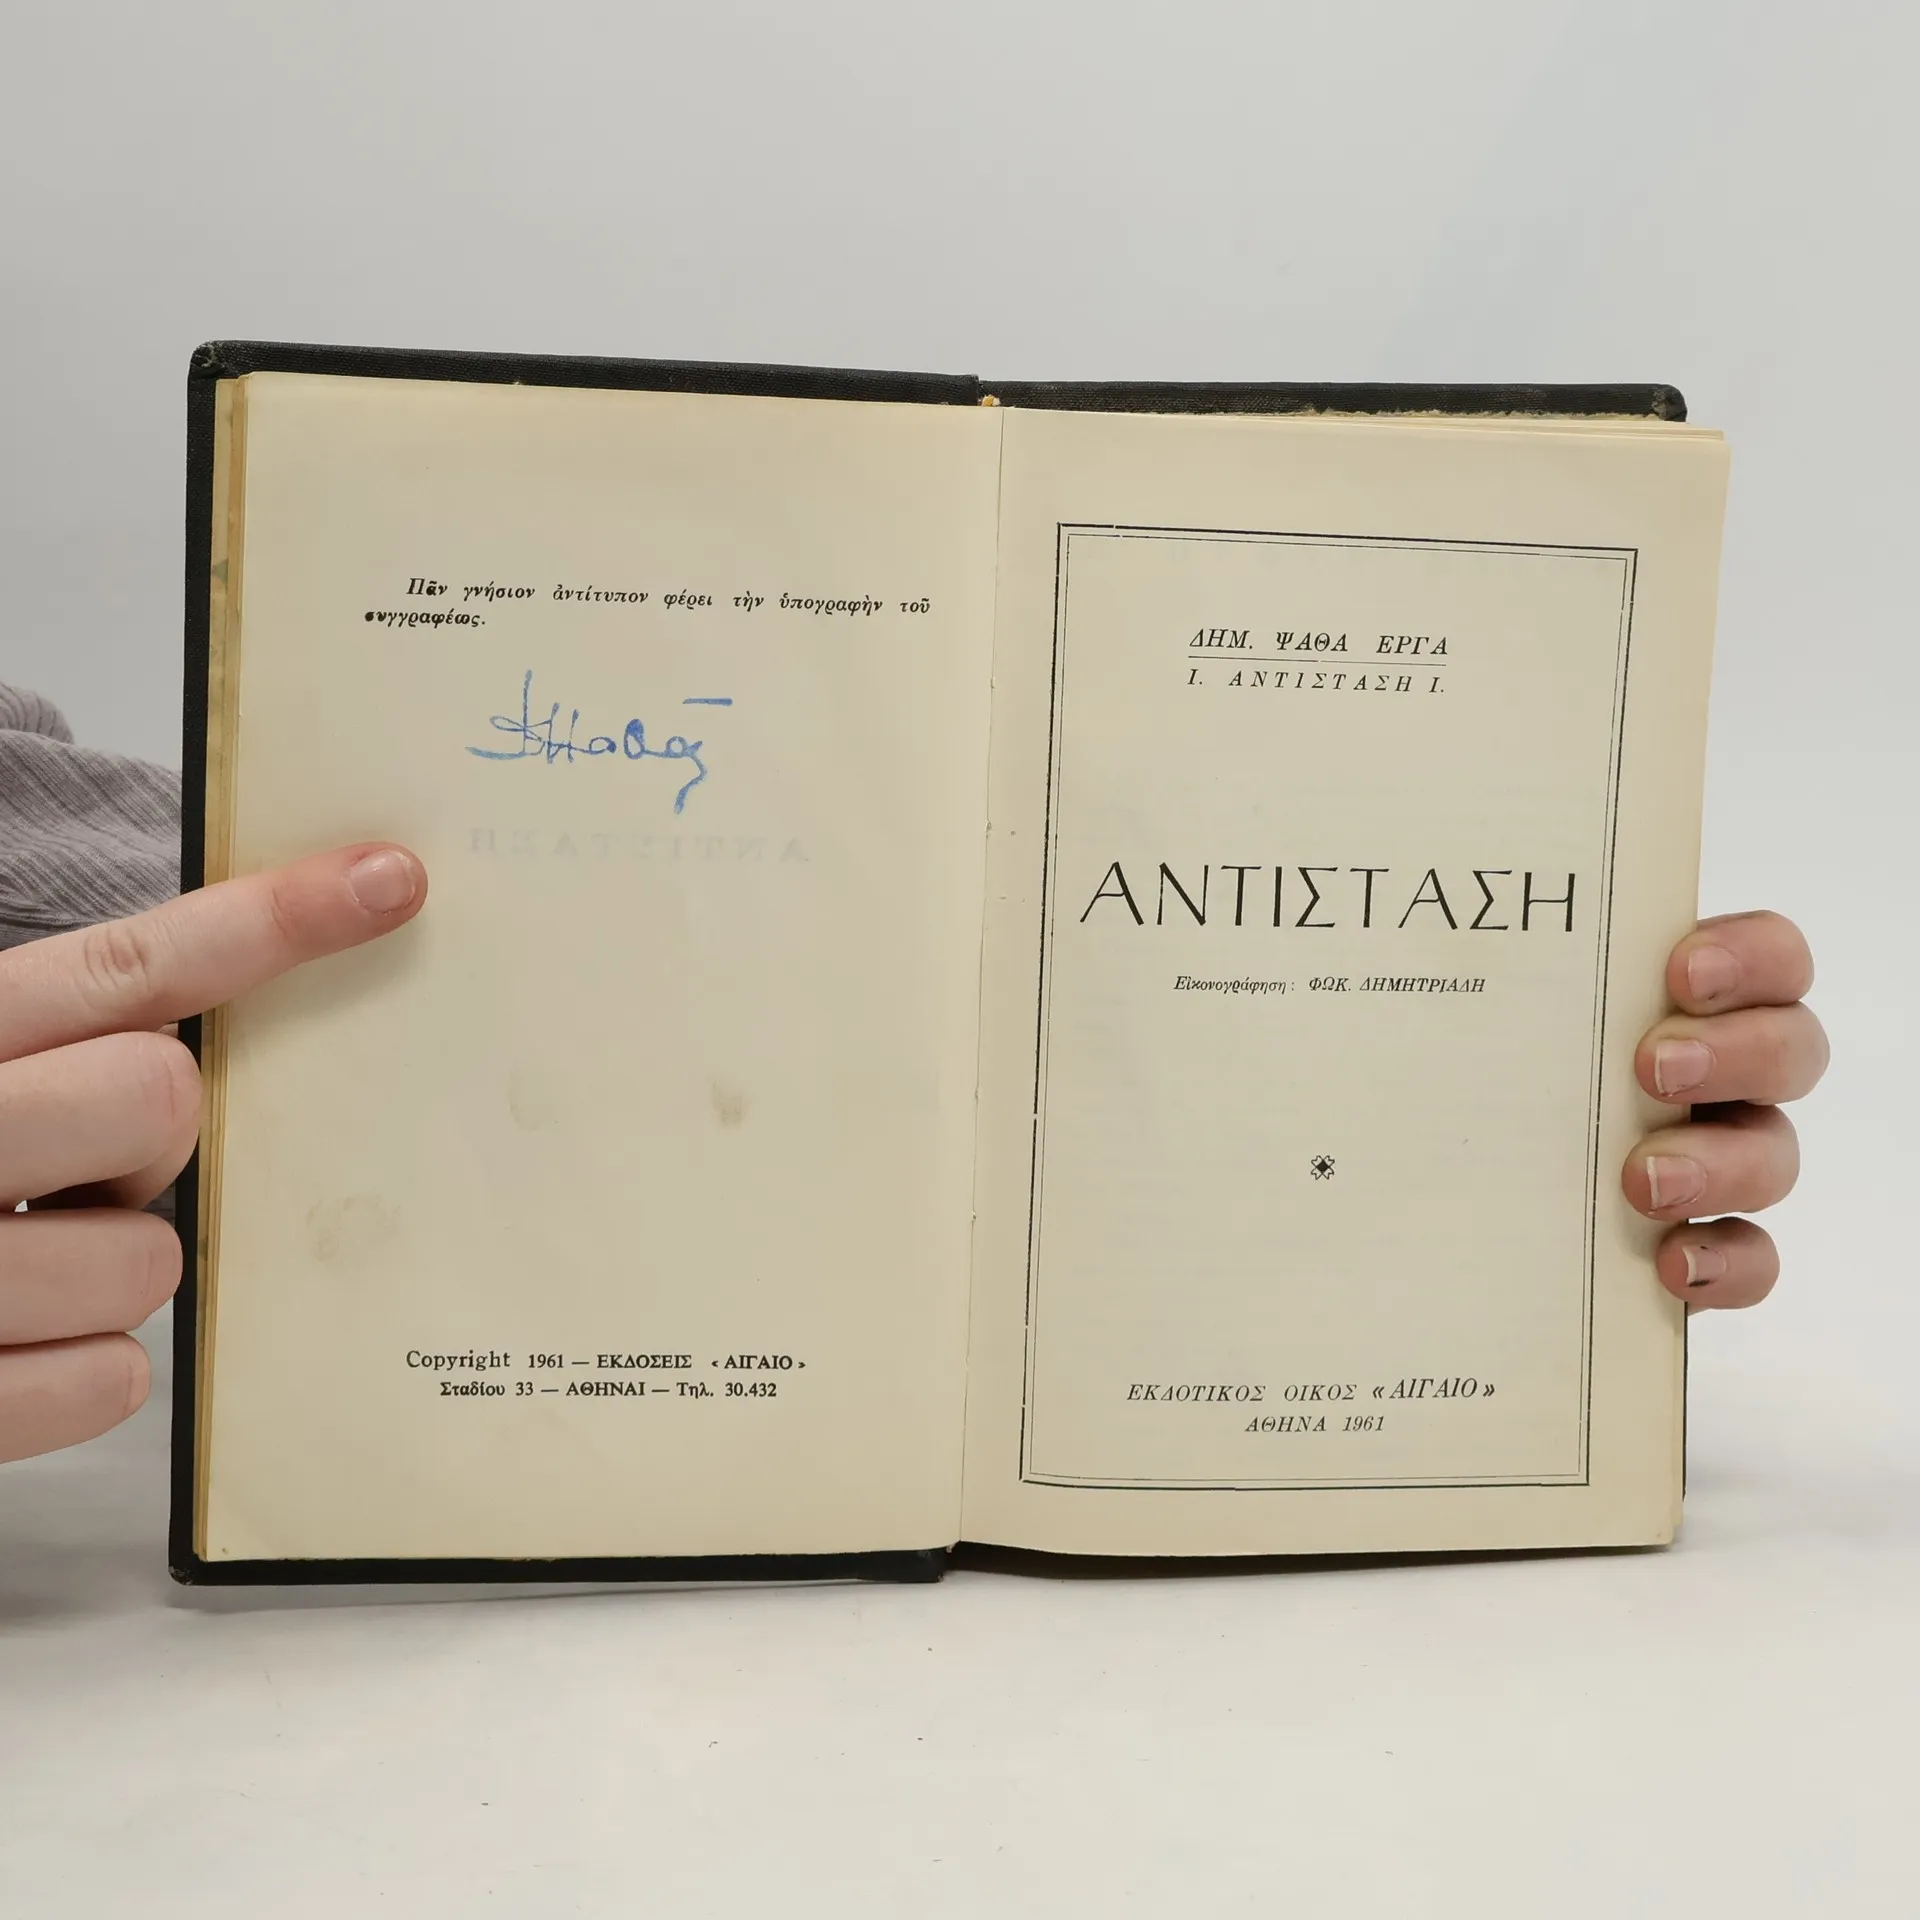 Πᾶν γνήσιον ἀντίτυπον φέρει τὴν ὑπογραφὴν τοῦ
συγγραφέως.
Copyright 1961 — ΕΚΔΟΣΕΙΣ «ΑΙΓΑΙΟ»
Σταδίου 33 — ΑΘΗΝΑΙ — Τηλ. 30.432
ΔΗΜ. ΨΑΘΑ ΕΡΓΑ
Ι. ΑΝΤΙΣΤΑΣΗ Ι.
ΑΝΤΙΣΤΑΣΗ
Εἰκονογράφηση : ΦΩΚ. ΔΗΜΗΤΡΙΑΔΗ
ΕΚΔΟΤΙΚΟΣ ΟΙΚΟΣ «ΑΙΓΑΙΟ»
ΑΘΗΝΑ 1961